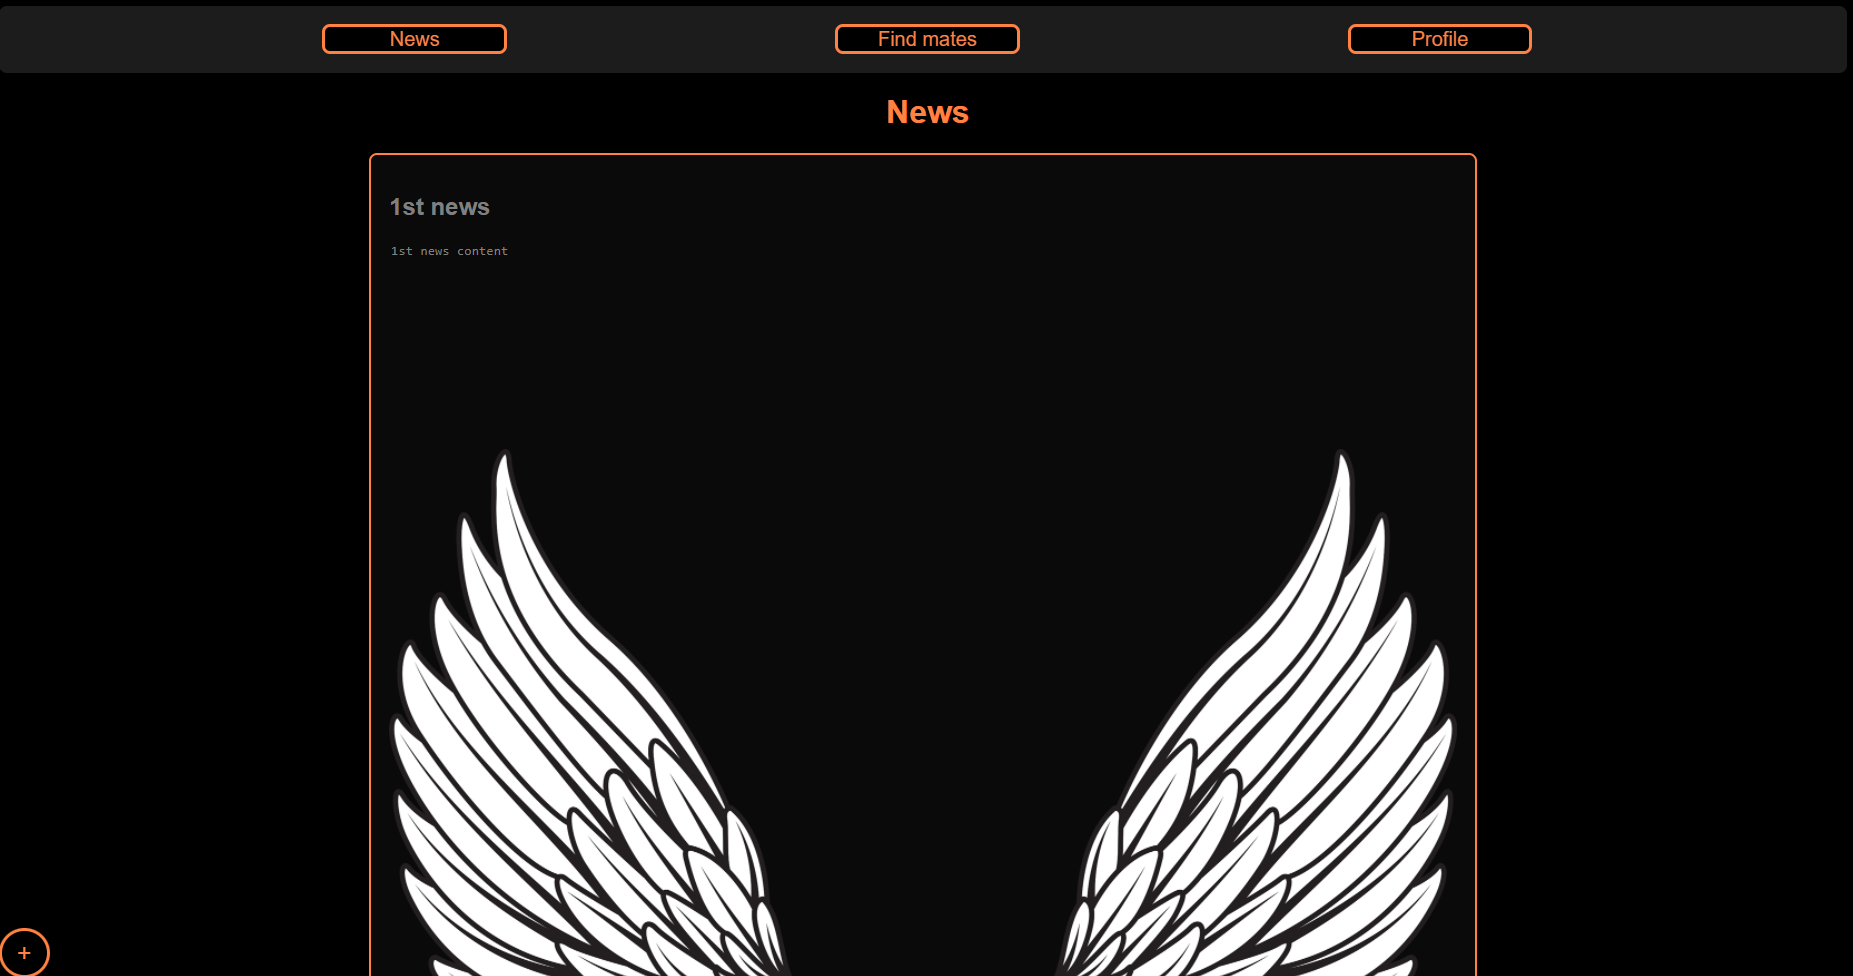 News
Find mates
Profile
News
1st news
1st news content
+